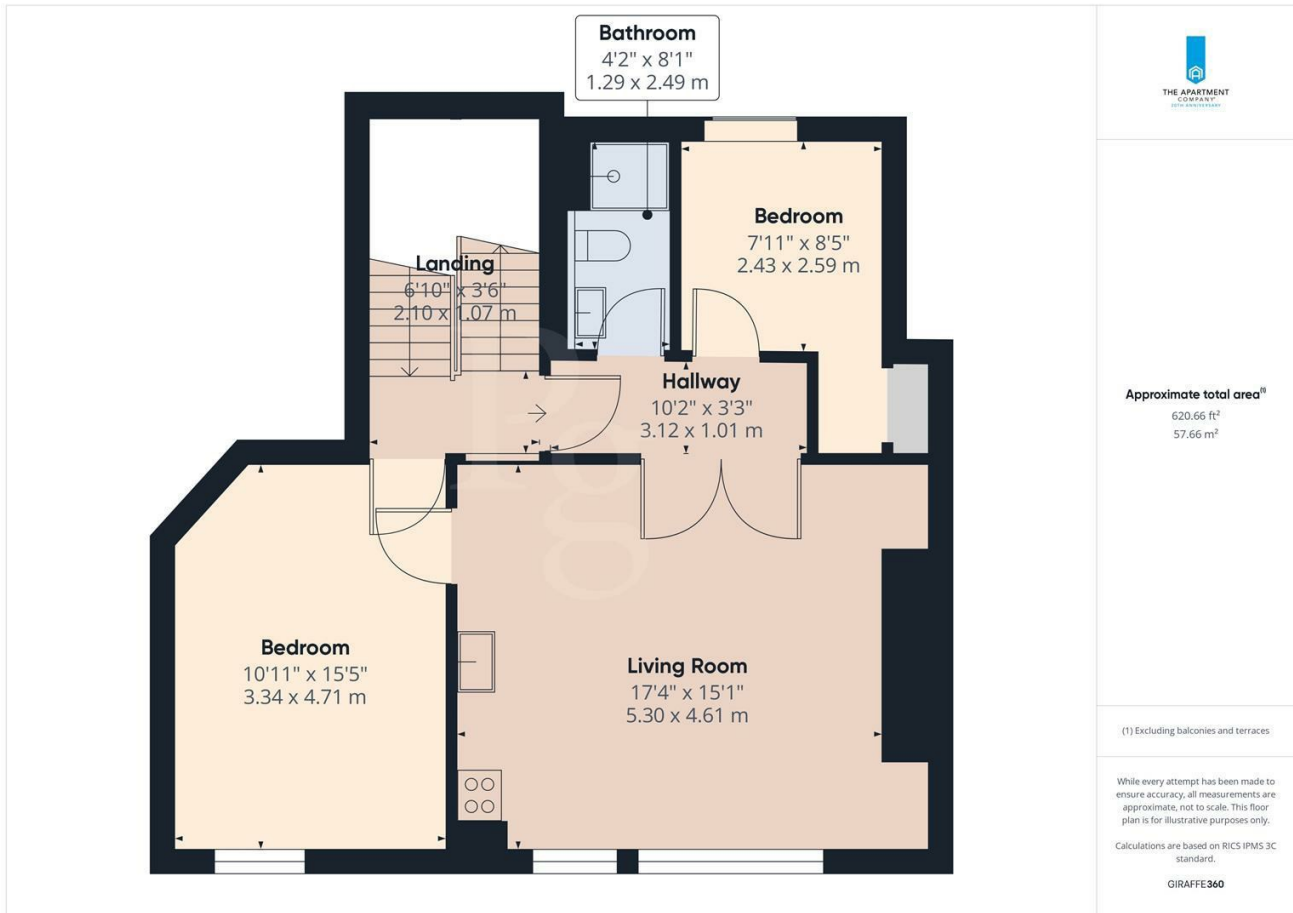 Bathroom
4'2" x 8'1"
1.29 x 2.49 m
Bedroom
7'11" x 8'5"
2.43 x 2.59 m
Landing
6'10" x 3'6"
2.10 x 1.07 m
Hallway
10'2" x 3'3"
3.12 x 1.01 m
Bedroom
10'11" x 15'5"
3.34 x 4.71 m
Living Room
17'4" x 15'1"
5.30 x 4.61 m
Pg
THE APARTMENT
COMPANY
20TH ANNIVERSARY
Approximate total area⁽¹⁾
620.66 ft²
57.66 m²
(1) Excluding balconies and terraces
While every attempt has been made to
ensure accuracy, all measurements are
approximate, not to scale. This floor
plan is for illustrative purposes only.
Calculations are based on RICS IPMS 3C
standard.
GIRAFFE360